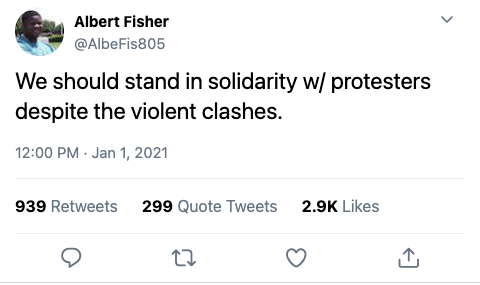 Albert Fisher
@AlbeFis805
We should stand in solidarity w/ protesters
despite the violent clashes.
12:00 PM · Jan 1, 2021
939 Retweets 299 Quote Tweets 2.9K Likes